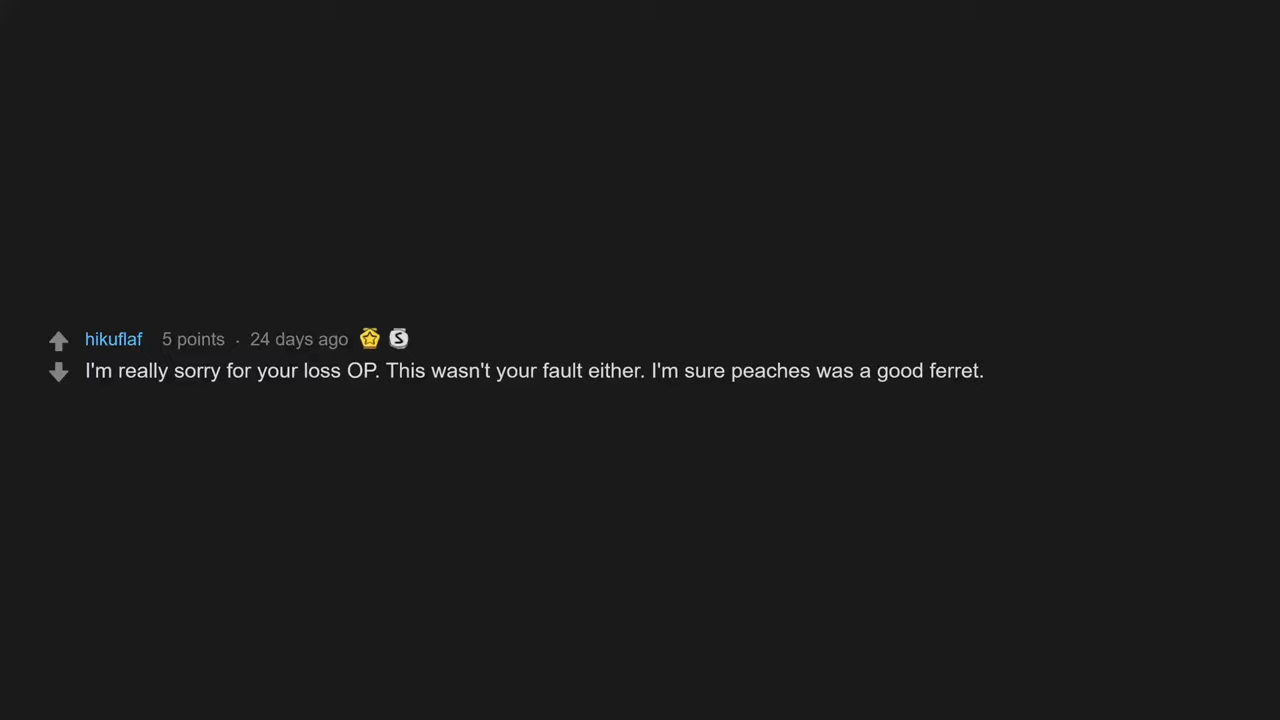 hikuflaf 5 points · 24 days ago S
I'm really sorry for your loss OP. This wasn't your fault either. I'm sure peaches was a good ferret.